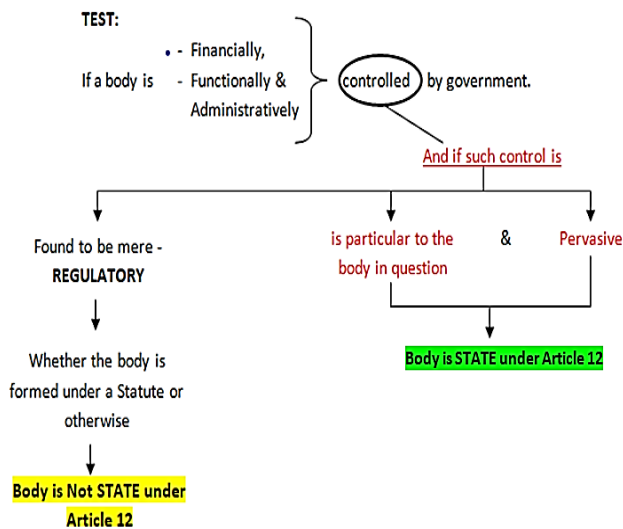 TEST:
• - Financially,
If a body is - Functionally & controlled by government.
Administratively
And if such control is
Found to be mere -
REGULATORY
is particular to the & Pervasive
body in question
Whether the body is
formed under a Statute or
otherwise
Body is STATE under Article 12
Body is Not STATE under
Article 12